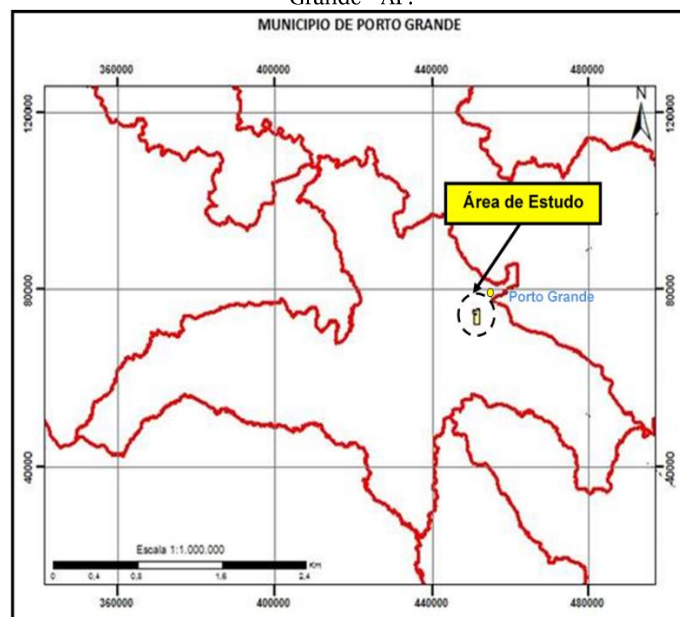 Grande - AP.
MUNICIPIO DE PORTO GRANDE
360000 400000 440000 480000
N
120000 120000
Área de Estudo
80000 80000
Porto Grande
40000 40000
Escala 1:1.000.000
Km
0 0,4 0,8 1,6 2,4
360000 400000 440000 480000